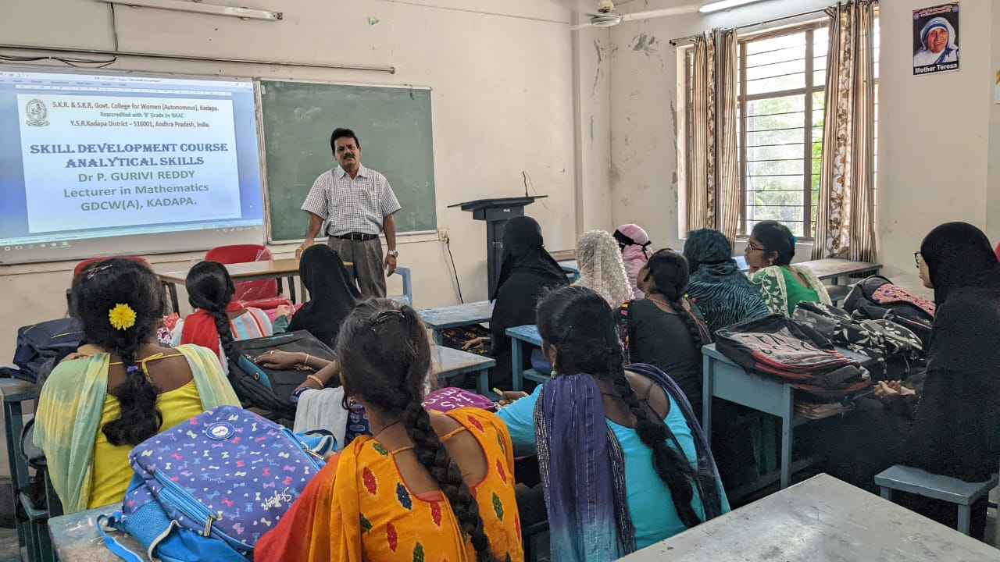 S.K.R. & S.K.R. Govt. College for Women (Autonomous), Kadapa.
Reaccredited with 'B' Grade by NAAC
Y.S.R.Kadapa District – 516001, Andhra Pradesh, India.
SKILL DEVELOPMENT COURSE
ANALYTICAL SKILLS
Dr P. GURIVI REDDY
Lecturer in Mathematics
GDCW(A), KADAPA.
Mother Teresa